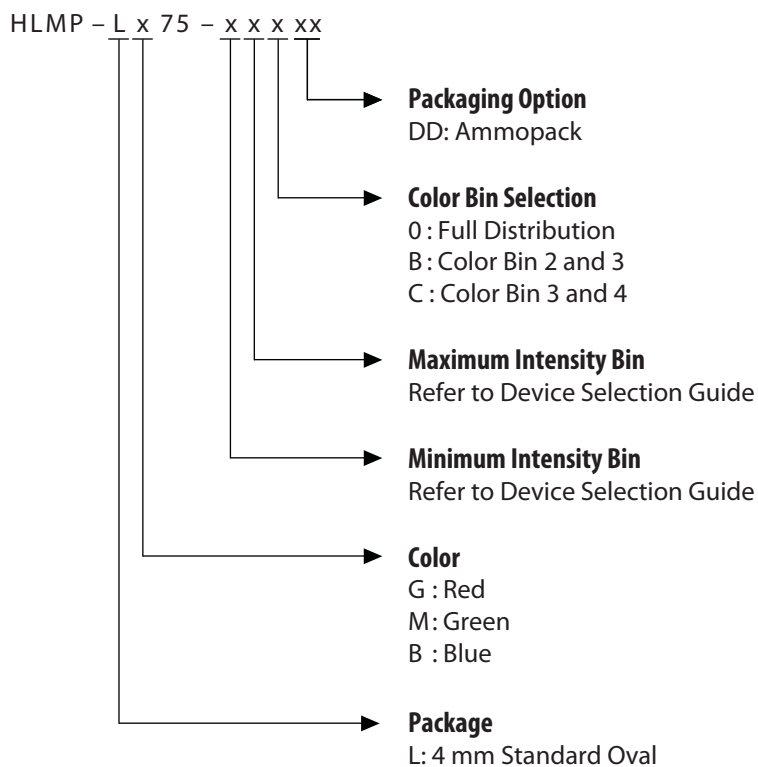 HLMP – L x 75 – x x x xx
Packaging Option
DD: Ammopack
Color Bin Selection
0 : Full Distribution
B : Color Bin 2 and 3
C : Color Bin 3 and 4
Maximum Intensity Bin
Refer to Device Selection Guide
Minimum Intensity Bin
Refer to Device Selection Guide
Color
G : Red
M : Green
B : Blue
Package
L: 4 mm Standard Oval